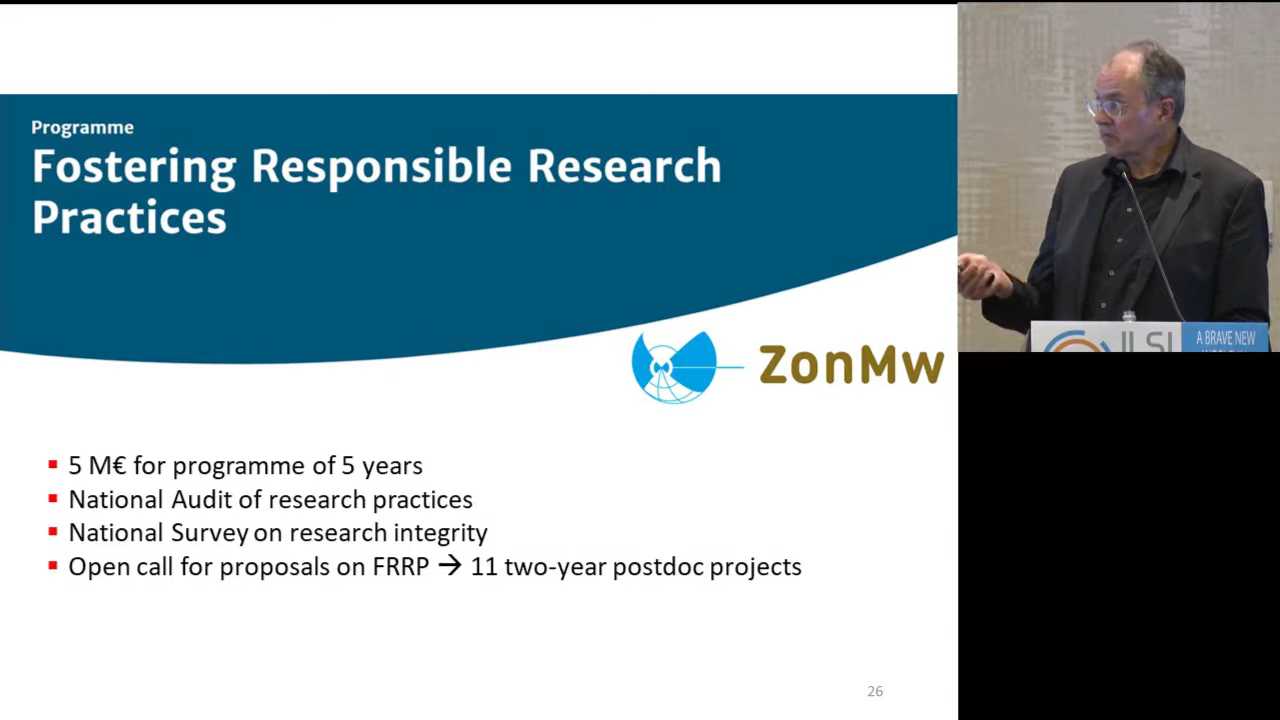 Programme
Fostering Responsible Research
Practices
ZonMw
5 M€ for programme of 5 years
National Audit of research practices
National Survey on research integrity
Open call for proposals on FRRP → 11 two-year postdoc projects
26
ILSI
A BRAVE NEW